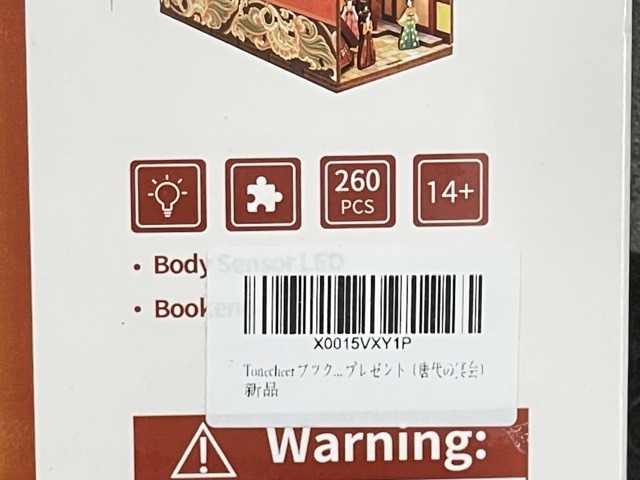 260
PCS
14+
• Body Sensor LED
• Book
X0015VXY1P
Tonecheerブック...プレゼント (唐代の宴会)
新品
Warning: